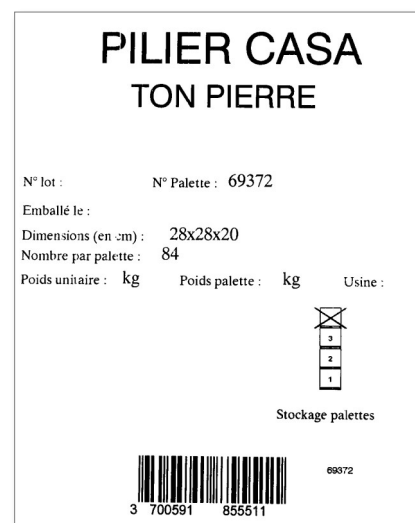 PILIER CASA
TON PIERRE
N° lot :
N° Palette : 69372
Emballé le :
Dimensions (en cm) : 28x28x20
Nombre par palette : 84
Poids unitaire : kg Poids palette : kg Usine :
3
2
1
Stockage palettes
69372
3 700591 855511